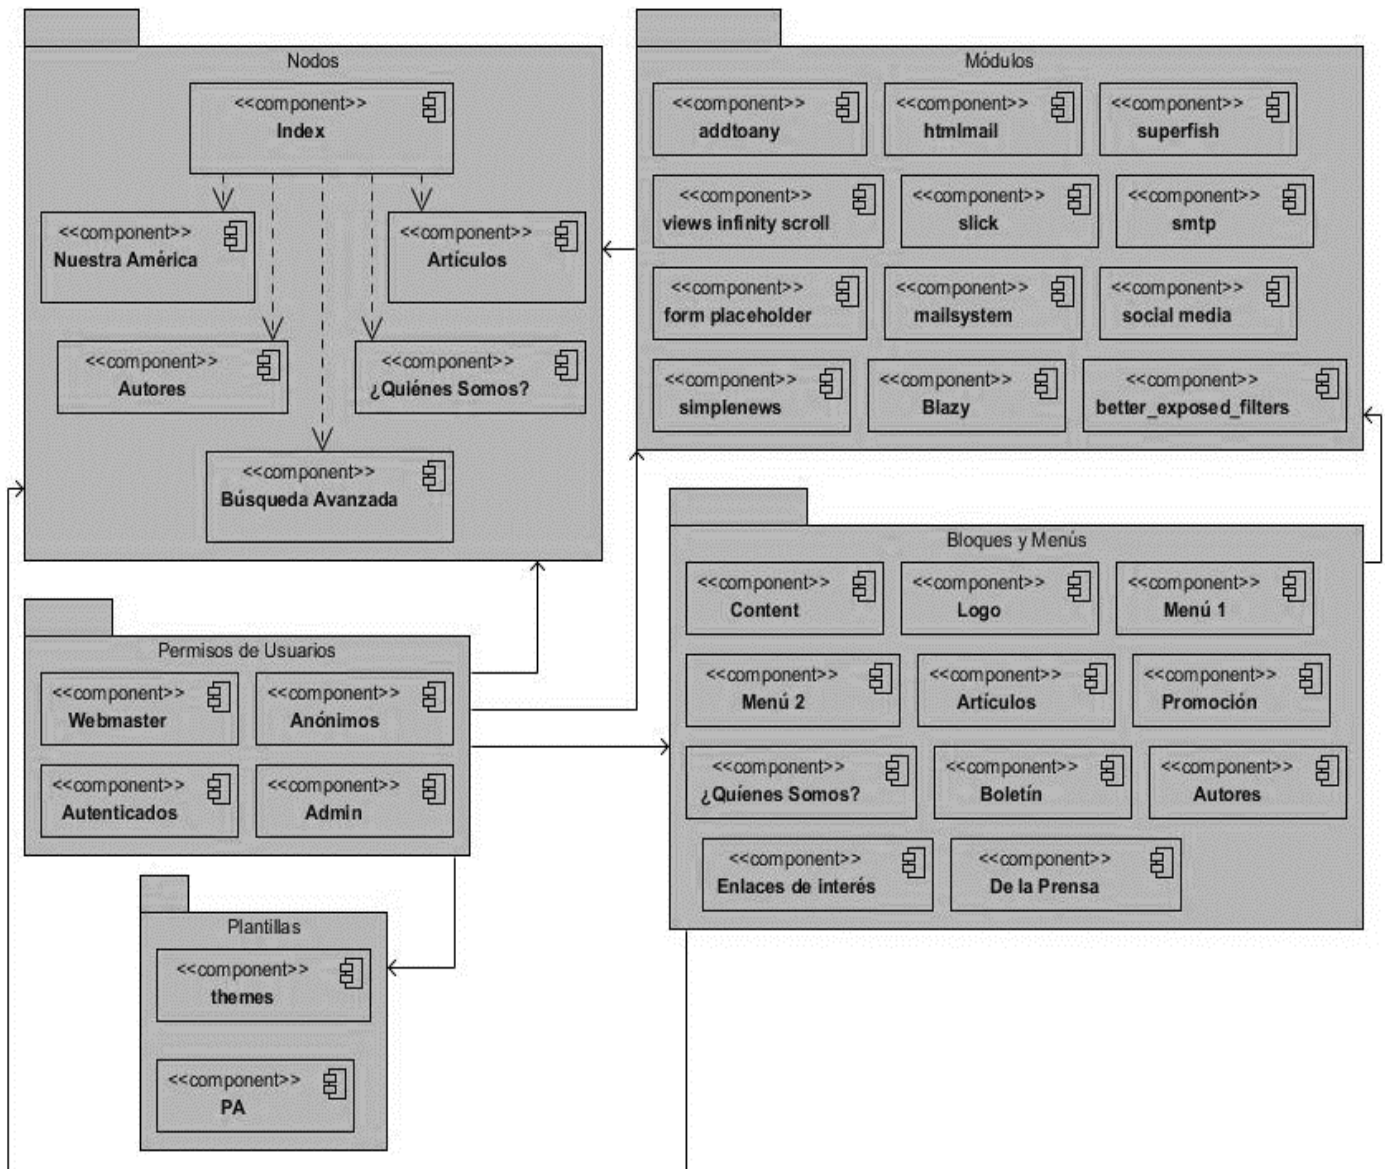 Nodos
<<component>>
Index
<<component>>
Nuestra América
<<component>>
Artículos
<<component>>
Autores
<<component>>
¿Quiénes Somos?
<<component>>
Búsqueda Avanzada
Módulos
<<component>>
addtoany
<<component>>
htmlmail
<<component>>
superfish
<<component>>
views infinity scroll
<<component>>
slick
<<component>>
smtp
<<component>>
form placeholder
<<component>>
mailsystem
<<component>>
social media
<<component>>
simplenews
<<component>>
Blazy
<<component>>
better_exposed_filters
Permisos de Usuarios
<<component>>
Webmaster
<<component>>
Anónimos
<<component>>
Autenticados
<<component>>
Admin
Bloques y Menús
<<component>>
Content
<<component>>
Logo
<<component>>
Menú 1
<<component>>
Menú 2
<<component>>
Artículos
<<component>>
Promoción
<<component>>
¿Quíenes Somos?
<<component>>
Boletín
<<component>>
Autores
<<component>>
Enlaces de interés
<<component>>
De la Prensa
Plantillas
<<component>>
themes
<<component>>
PA